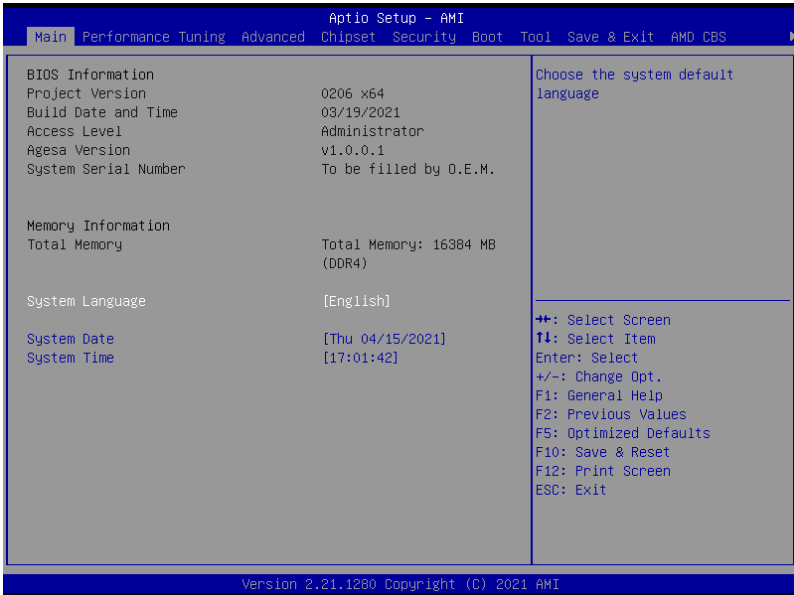 Aptio Setup – AMI
Main Performance Tuning Advanced Chipset Security Boot Tool Save & Exit AMD CBS
BIOS Information
Project Version 0206 x64
Build Date and Time 03/19/2021
Access Level Administrator
Agesa Version v1.0.0.1
System Serial Number To be filled by O.E.M.
Memory Information
Total Memory Total Memory: 16384 MB
(DDR4)
System Language [English]
System Date [Thu 04/15/2021]
System Time [17:01:42]
Choose the system default
language
→←: Select Screen
↑↓: Select Item
Enter: Select
+/-: Change Opt.
F1: General Help
F2: Previous Values
F5: Optimized Defaults
F10: Save & Reset
F12: Print Screen
ESC: Exit
Version 2.21.1280 Copyright (C) 2021 AMI